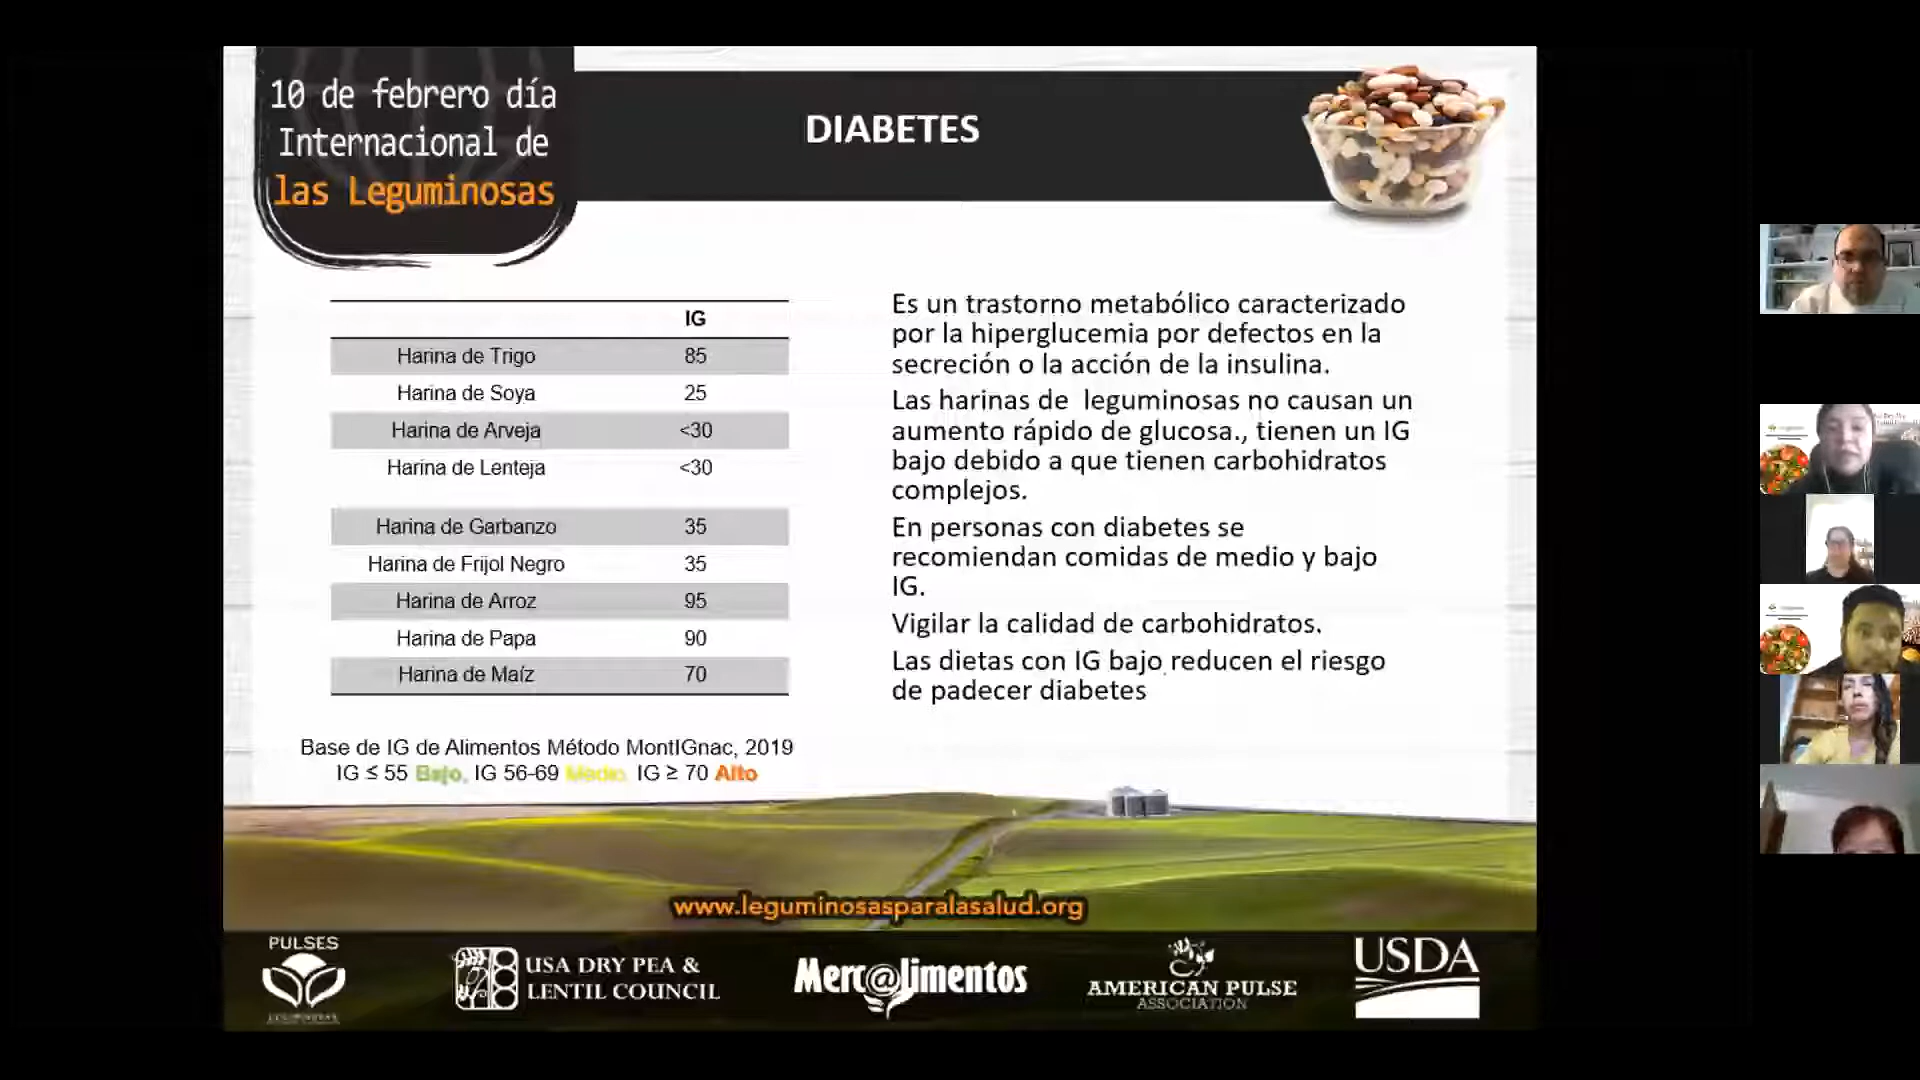 10 de febrero día
Internacional de
las Leguminosas
DIABETES
IG
Harina de Trigo 85
Harina de Soya 25
Harina de Arveja <30
Harina de Lenteja <30
Harina de Garbanzo 35
Harina de Frijol Negro 35
Harina de Arroz 95
Harina de Papa 90
Harina de Maíz 70
Base de IG de Alimentos Método MontIGnac, 2019
IG ≤ 55 Bajo, IG 56-69 Medio, IG ≥ 70 Alto
Es un trastorno metabólico caracterizado
por la hiperglucemia por defectos en la
secreción o la acción de la insulina.
Las harinas de leguminosas no causan un
aumento rápido de glucosa., tienen un IG
bajo debido a que tienen carbohidratos
complejos.
En personas con diabetes se
recomiendan comidas de medio y bajo
IG.
Vigilar la calidad de carbohidratos.
Las dietas con IG bajo reducen el riesgo
de padecer diabetes
www.leguminosasparalasalud.org
PULSES
USA DRY PEA &
LENTIL COUNCIL
Merc@limentos
AMERICAN PULSE
ASSOCIATION
USDA